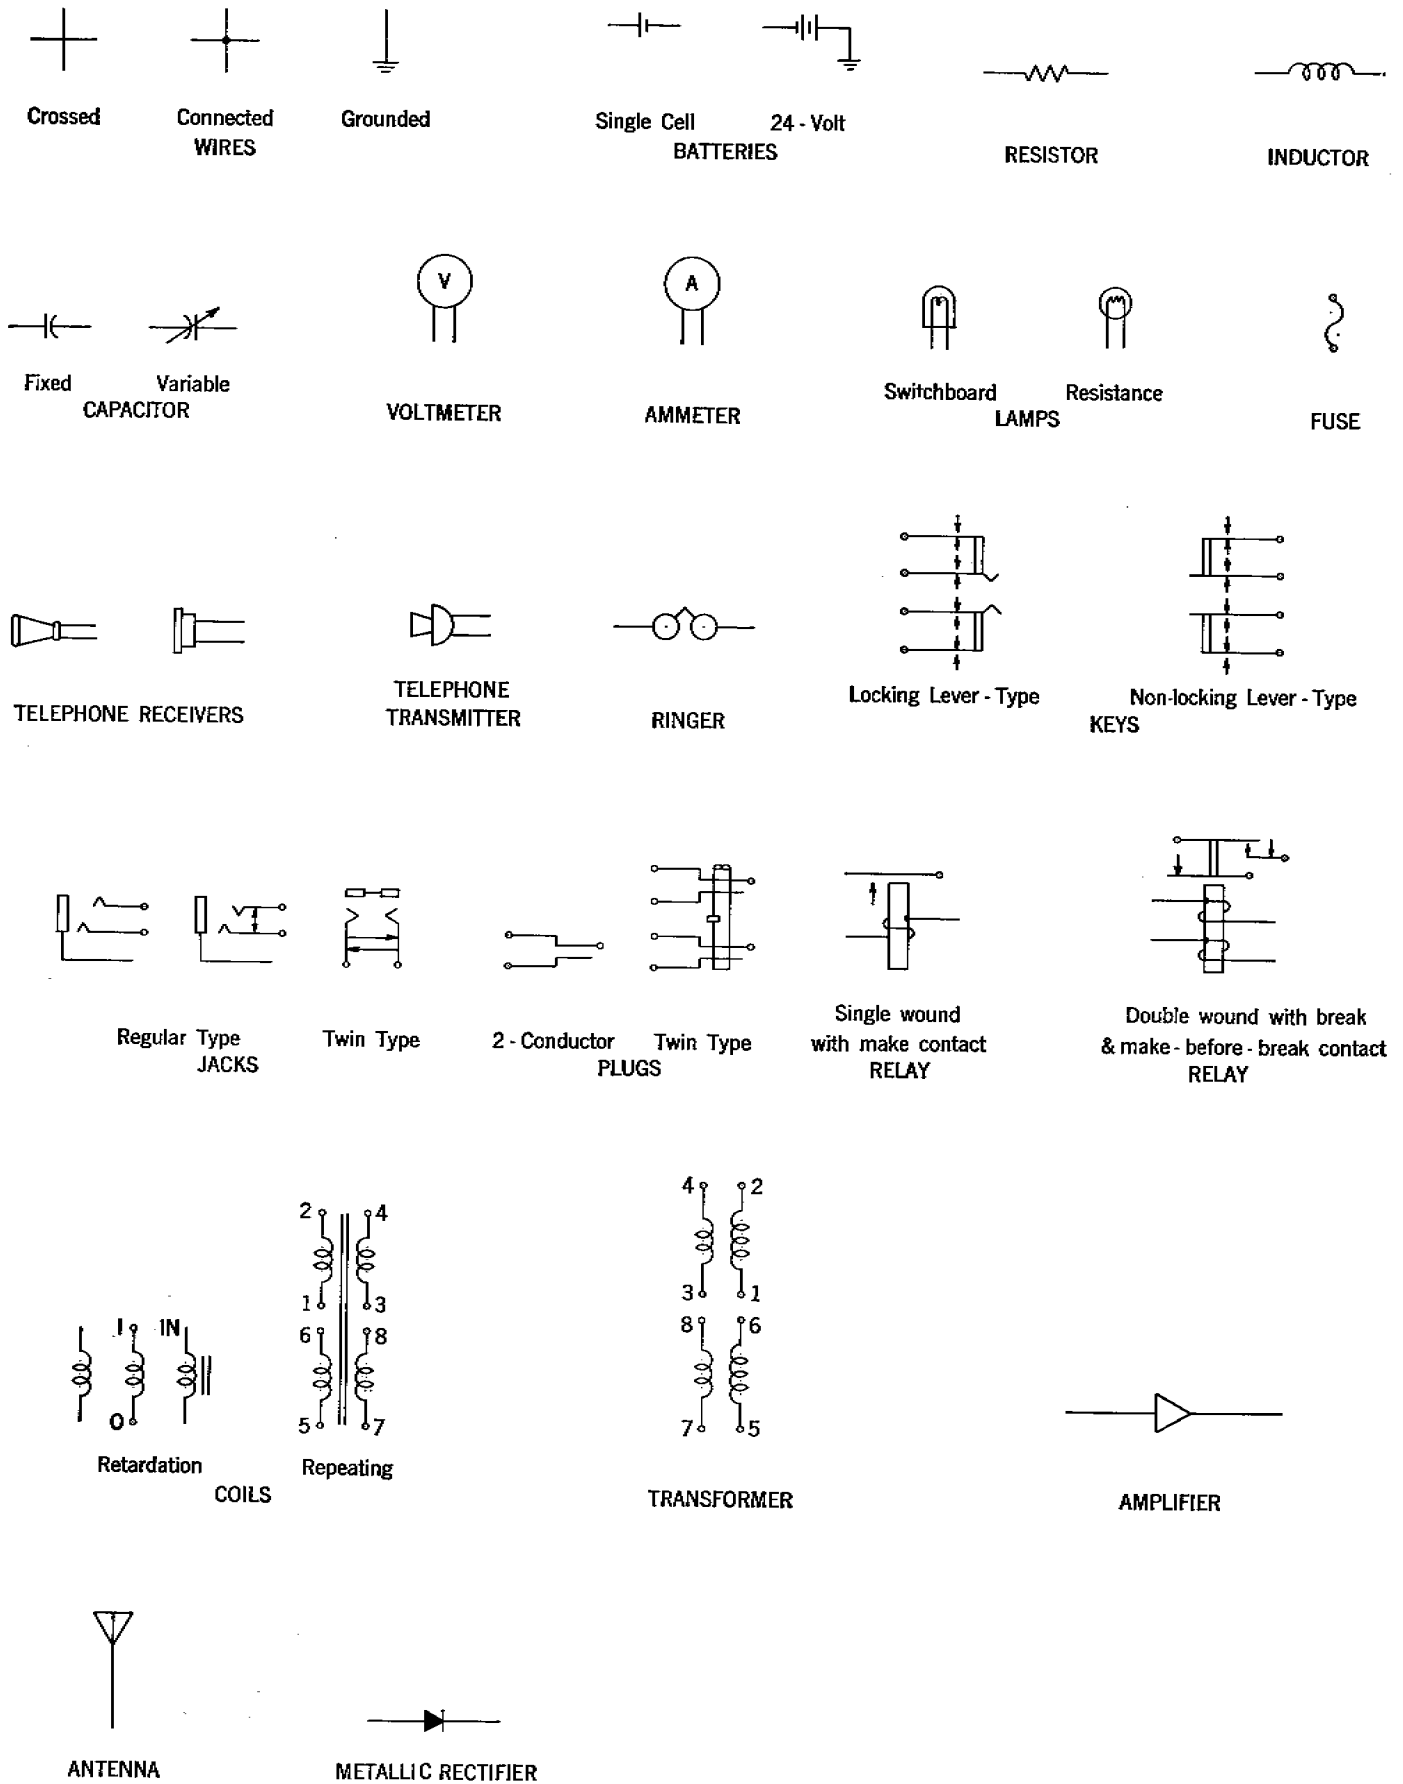 Crossed
Connected
WIRES
Grounded
Single Cell
24-Volt
BATTERIES
RESISTOR
INDUCTOR
Fixed
Variable
CAPACITOR
V
VOLTMETER
A
AMMETER
Switchboard
Resistance
LAMPS
FUSE
TELEPHONE RECEIVERS
TELEPHONE
TRANSMITTER
RINGER
Locking Lever-Type
Non-locking Lever-Type
KEYS
Regular Type
Twin Type
JACKS
2-Conductor
Twin Type
PLUGS
Single wound
with make contact
RELAY
Double wound with break
& make-before-break contact
RELAY
I
IN
O
Retardation
2
4
1
3
6
8
5
7
Repeating
COILS
4
2
3
1
8
6
7
5
TRANSFORMER
AMPLIFIER
ANTENNA
METALLIC RECTIFIER